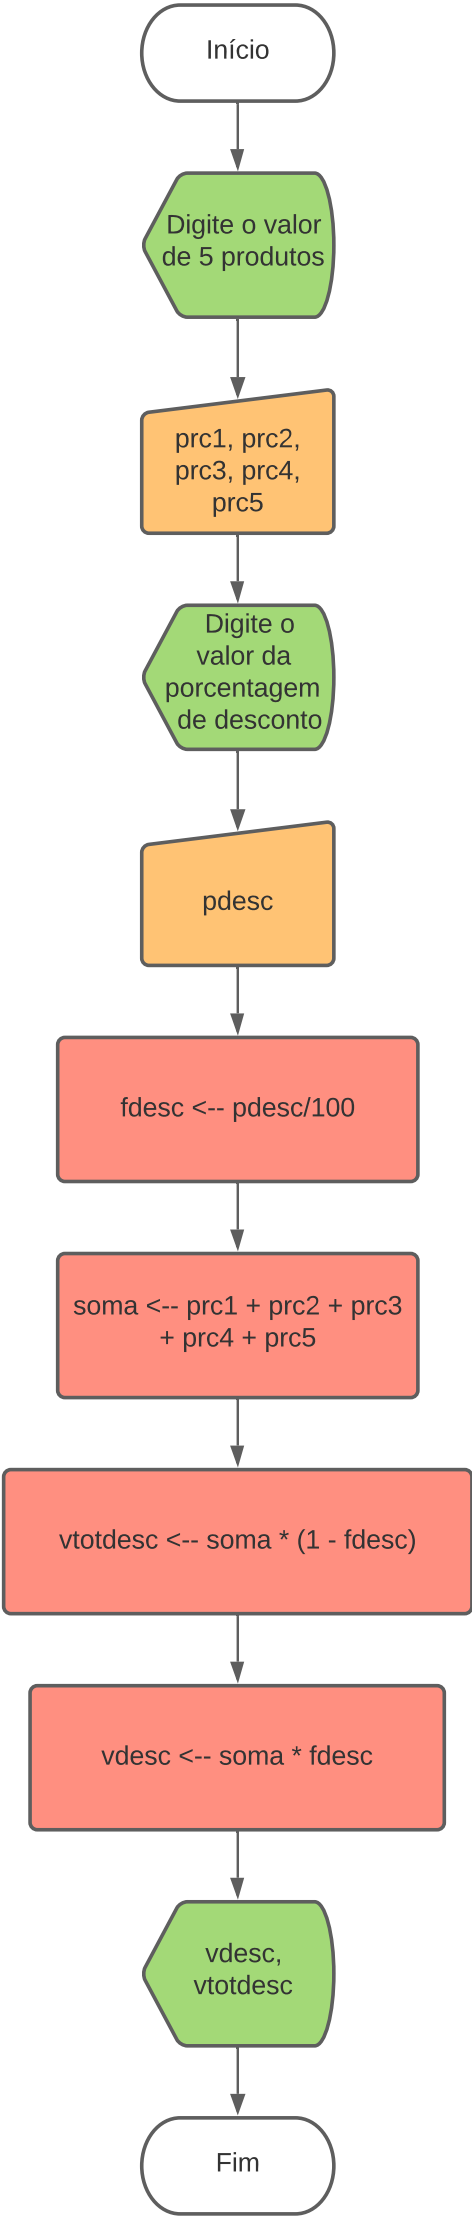 Início
Digite o valor
de 5 produtos
prc1, prc2,
prc3, prc4,
prc5
Digite o
valor da
porcentagem
de desconto
pdesc
fdesc <-- pdesc/100
soma <-- prc1 + prc2 + prc3
+ prc4 + prc5
vtotdesc <-- soma * (1 - fdesc)
vdesc <-- soma * fdesc
vdesc,
vtotdesc
Fim